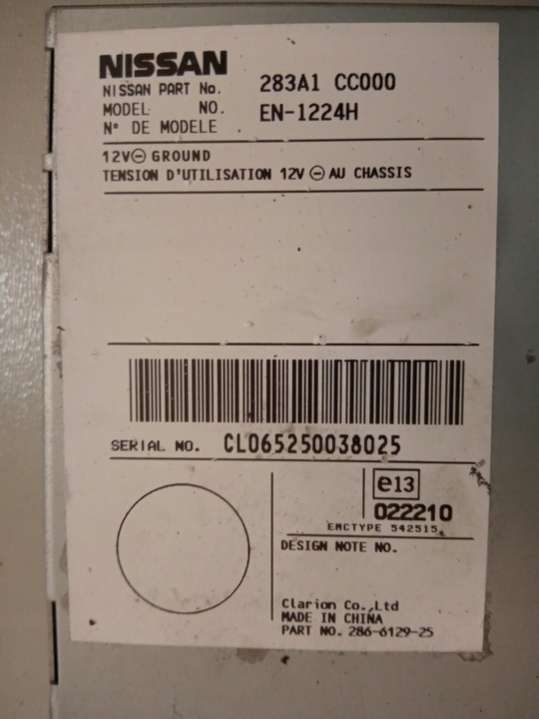 NISSAN
NISSAN PART No. 283A1 CC000
MODEL NO. EN-1224H
N° DE MODELE
12V⊖ GROUND
TENSION D'UTILISATION 12V ⊖ AU CHASSIS
SERIAL NO. CL065250038025
e13
022210
EMCTYPE 542515
DESIGN NOTE NO.
Clarion Co.,Ltd
MADE IN CHINA
PART NO. 286-6129-25